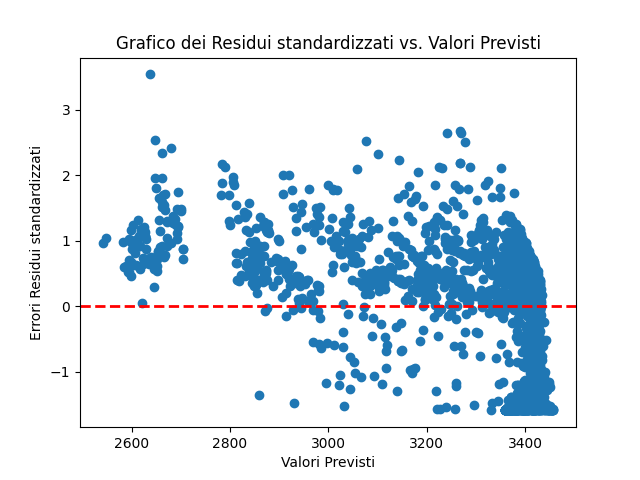 Grafico dei Residui standardizzati vs. Valori Previsti
Errori Residui standardizzati
3
2
1
0
−1
2600 2800 3000 3200 3400
Valori Previsti